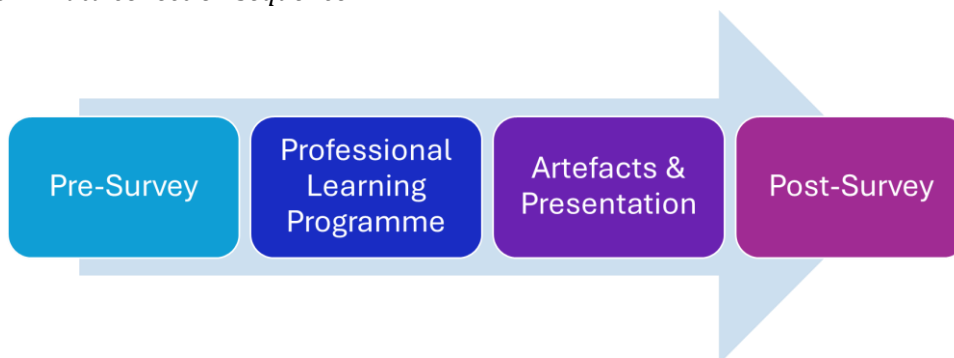 Pre-Survey
Professional
Learning
Programme
Artefacts &
Presentation
Post-Survey